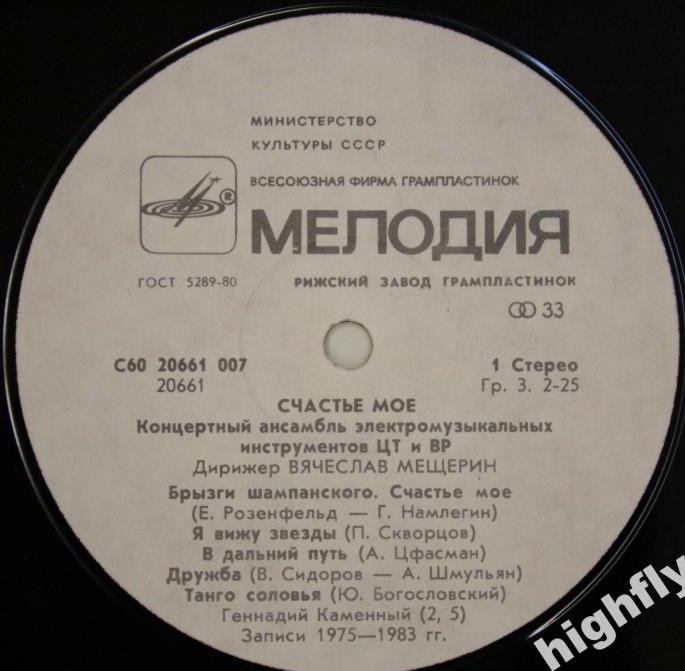 МИНИСТЕРСТВО
КУЛЬТУРЫ СССР
ВСЕСОЮЗНАЯ ФИРМА ГРАМПЛАСТИНОК
®
МЕЛОДИЯ
ГОСТ 5289-80 РИЖСКИЙ ЗАВОД ГРАМПЛАСТИНОК
33
С60 20661 007 1 Стерео
20661 Гр. 3. 2-25
СЧАСТЬЕ МОЕ
Концертный ансамбль электромузыкальных
инструментов ЦТ и ВР
Дирижер ВЯЧЕСЛАВ МЕЩЕРИН
Брызги шампанского. Счастье мое
(Е. Розенфельд — Г. Намлегин)
Я вижу звезды (П. Скворцов)
В дальний путь (А. Цфасман)
Дружба (В. Сидоров — А. Шмульян)
Танго соловья (Ю. Богословский)
Геннадий Каменный (2, 5)
Записи 1975—1983 гг.
highfly